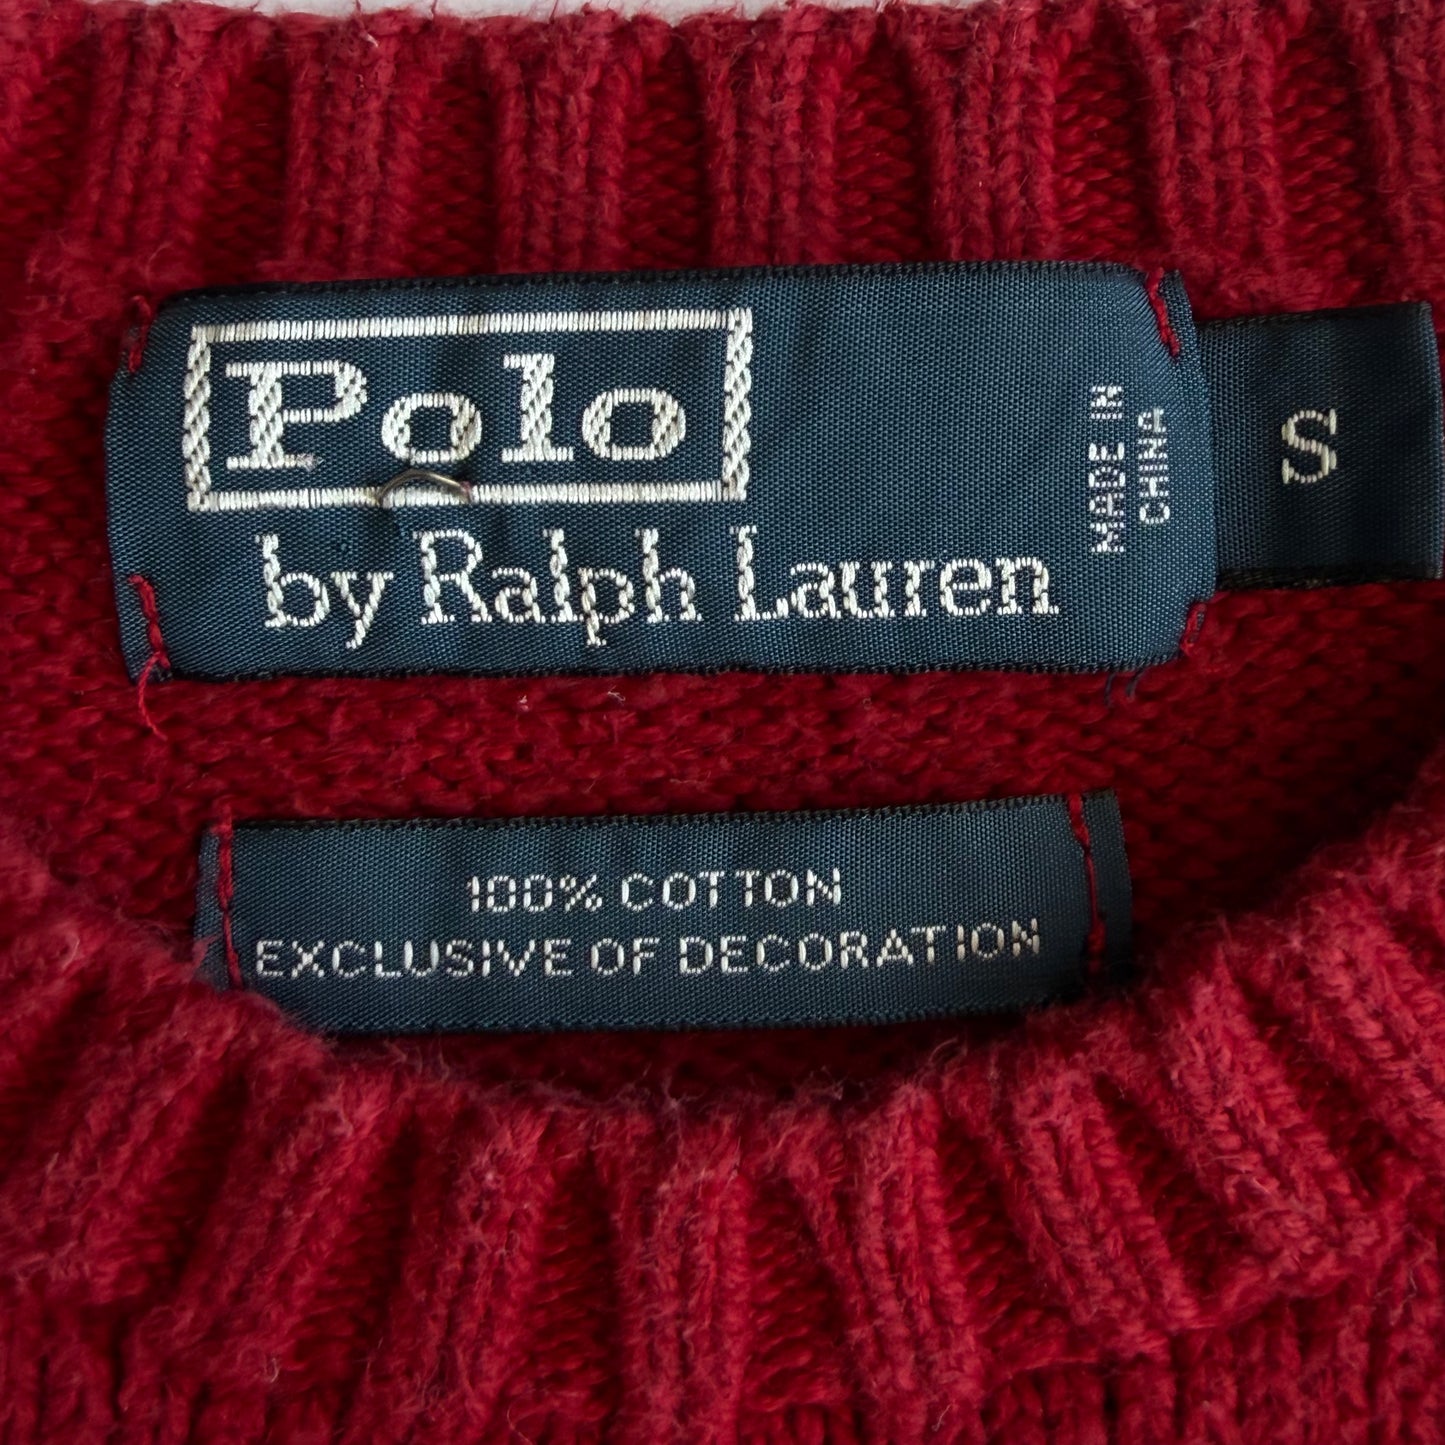 Polo
by Ralph Lauren
MADE IN
CHINA
S
100% COTTON
EXCLUSIVE OF DECORATION